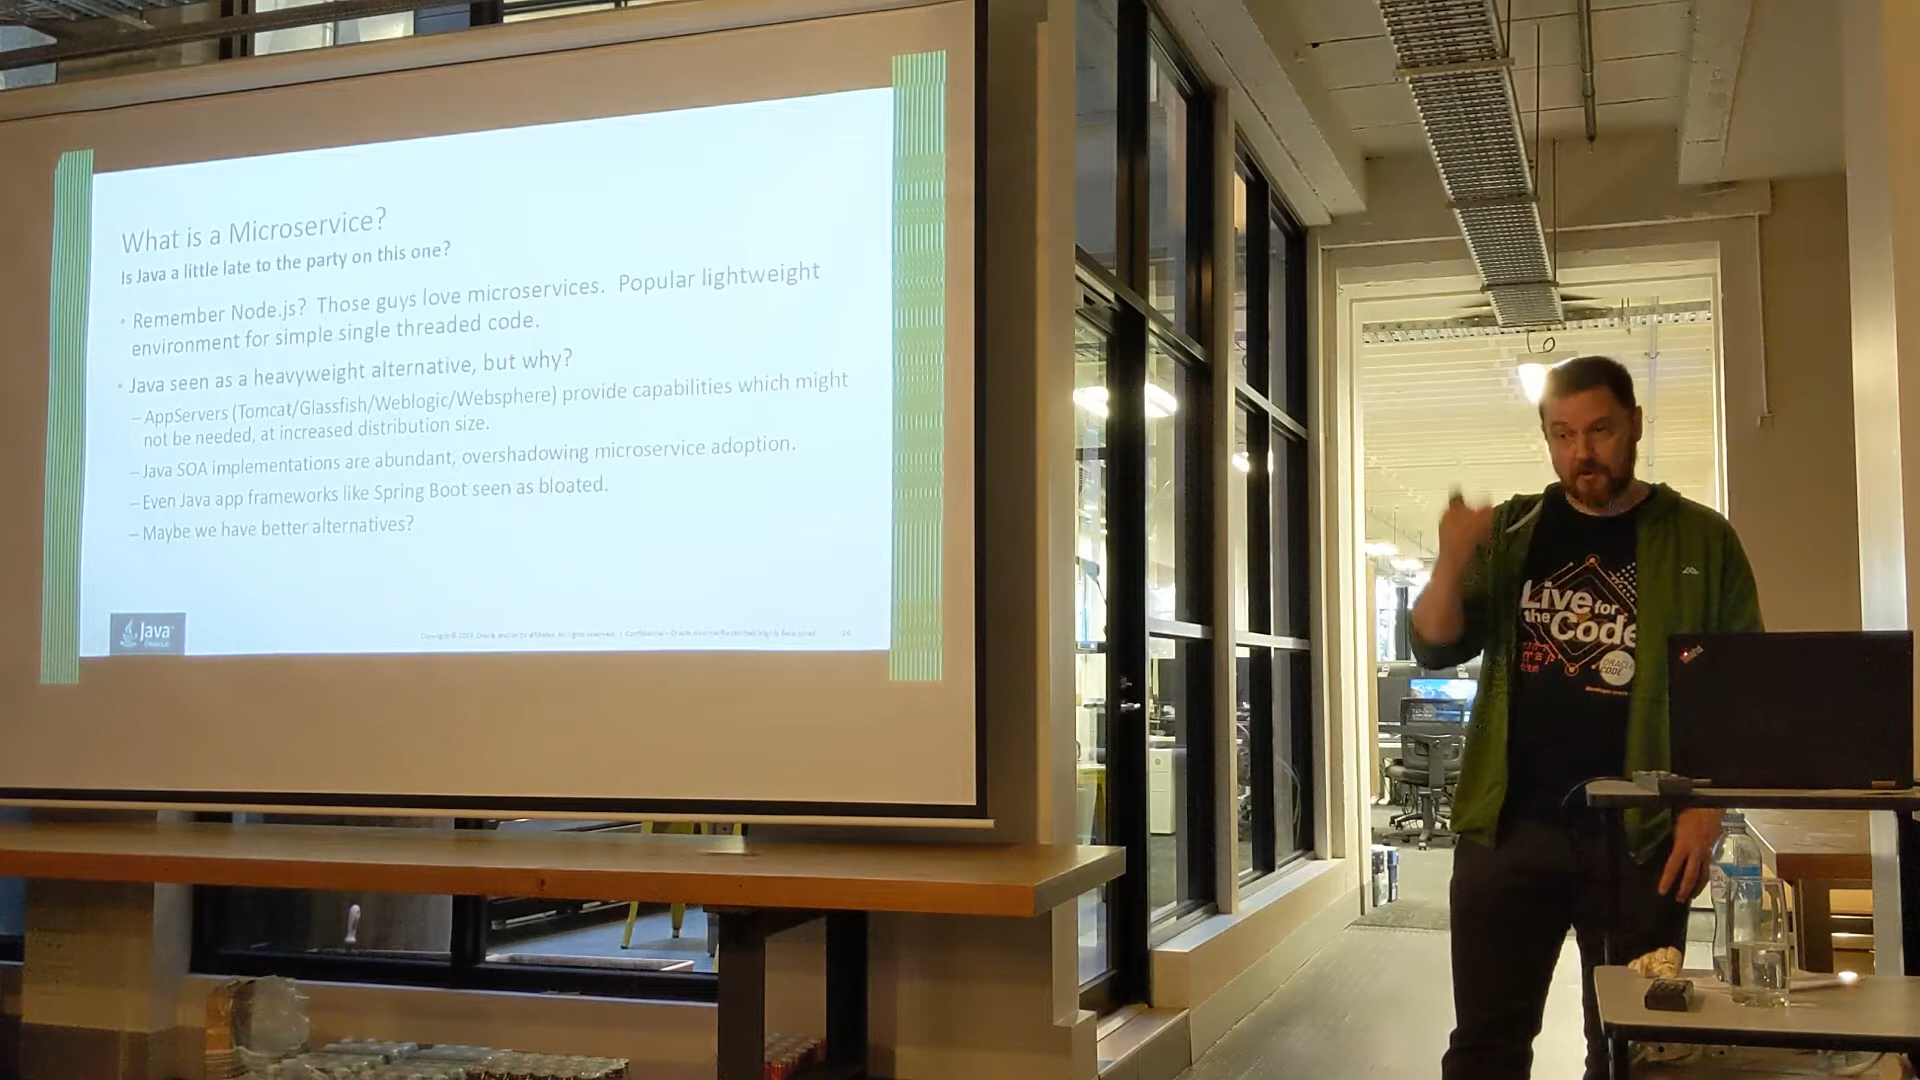 What is a Microservice?
Is Java a little late to the party on this one?
• Remember Node.js? Those guys love microservices. Popular lightweight
environment for simple single threaded code.
• Java seen as a heavyweight alternative, but why?
– AppServers (Tomcat/Glassfish/Weblogic/Websphere) provide capabilities which might
not be needed, at increased distribution size.
– Java SOA implementations are abundant, overshadowing microservice adoption.
– Even Java app frameworks like Spring Boot seen as bloated.
– Maybe we have better alternatives?
Java
Live for
the Code
ORACLE
CODE